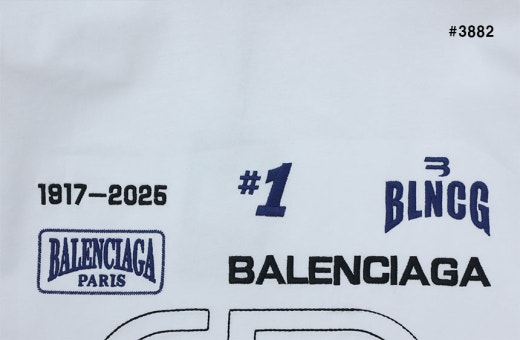 #3882
#1
1917–2025
BLNCG
BALENCIAGA
PARIS
BALENCIAGA